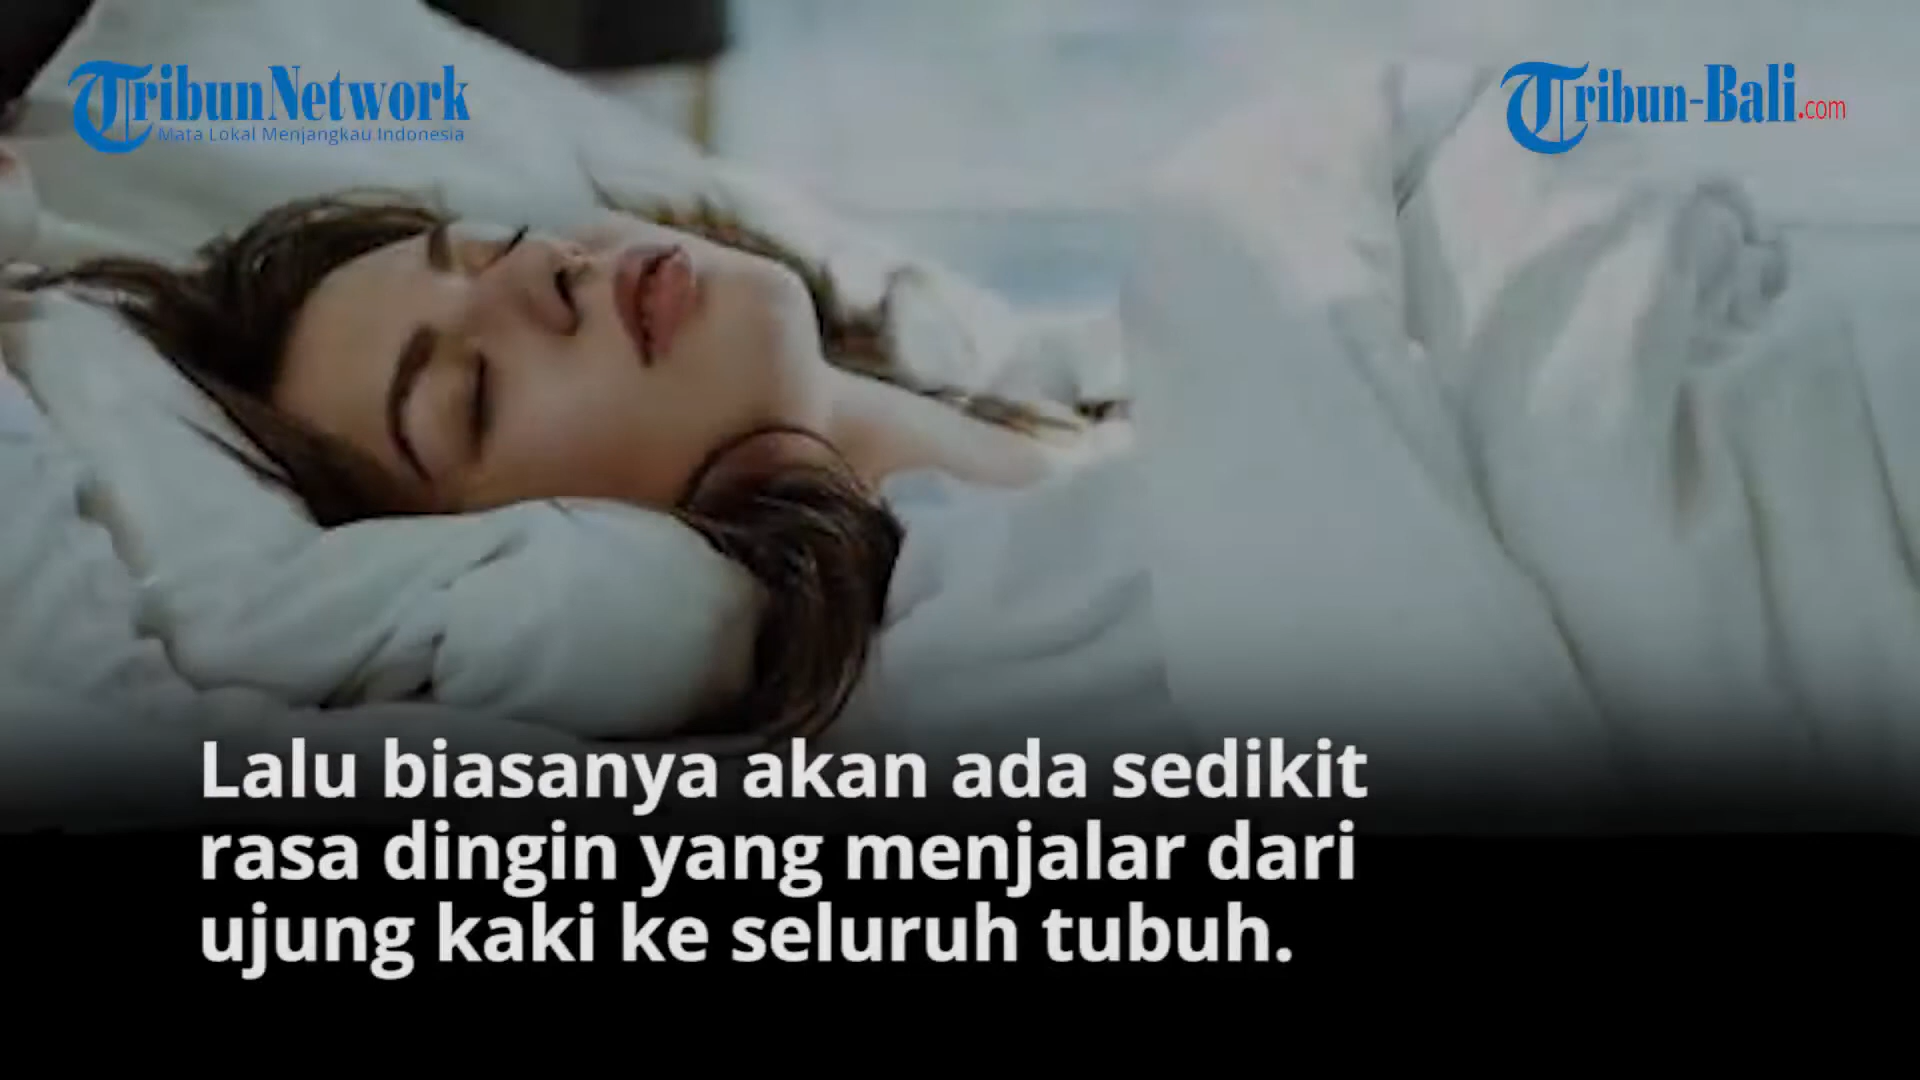 TribunNetwork
Mata Lokal Menjangkau Indonesia
Tribun-Bali.com
Lalu biasanya akan ada sedikit
rasa dingin yang menjalar dari
ujung kaki ke seluruh tubuh.